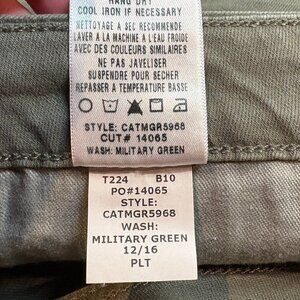 HANG DRY
COOL IRON IF NECESSARY
NETTOYAGE A SEC RECOMMENDE
LAVER A LA MACHINE A L'EAU FROIDE
AVEC DES COULEURS SIMILAIRES
NE PAS JAVELISER
SUSPENDRE POUR SECHER
REPASSER A TEMPERATURE BASSE
STYLE: CATMGR5968
CUT# 14065
WASH: MILITARY GREEN
T224 B10
PO#14065
STYLE:
CATMGR5968
WASH:
MILITARY GREEN
12/16
PLT